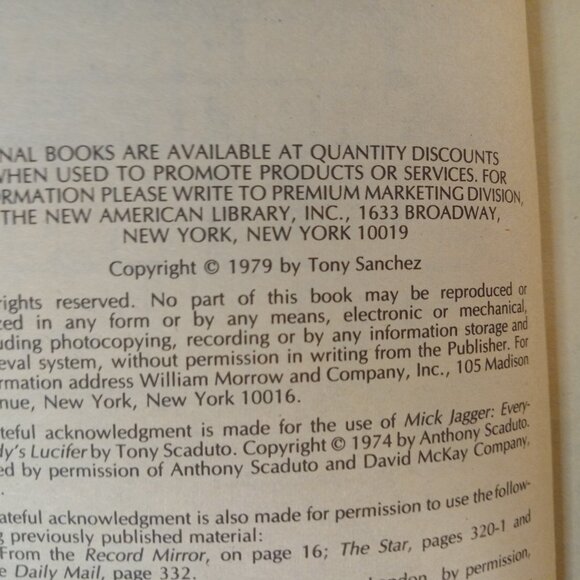 NAL BOOKS ARE AVAILABLE AT QUANTITY DISCOUNTS
WHEN USED TO PROMOTE PRODUCTS OR SERVICES. FOR
ORMATION PLEASE WRITE TO PREMIUM MARKETING DIVISION,
THE NEW AMERICAN LIBRARY, INC., 1633 BROADWAY,
NEW YORK, NEW YORK 10019
Copyright © 1979 by Tony Sanchez
rights reserved. No part of this book may be reproduced or
zed in any form or by any means, electronic or mechanical,
uding photocopying, recording or by any information storage and
eval system, without permission in writing from the Publisher. For
ormation address William Morrow and Company, Inc., 105 Madison
nue, New York, New York 10016.
ateful acknowledgment is made for the use of Mick Jagger: Every-
dy's Lucifer by Tony Scaduto. Copyright © 1974 by Anthony Scaduto.
ed by permission of Anthony Scaduto and David McKay Company,
.
ateful acknowledgment is also made for permission to use the follow-
g previously published material:
From the Record Mirror, on page 16; The Star, pages 320-1 and
e Daily Mail, page 332.
London, by permission,